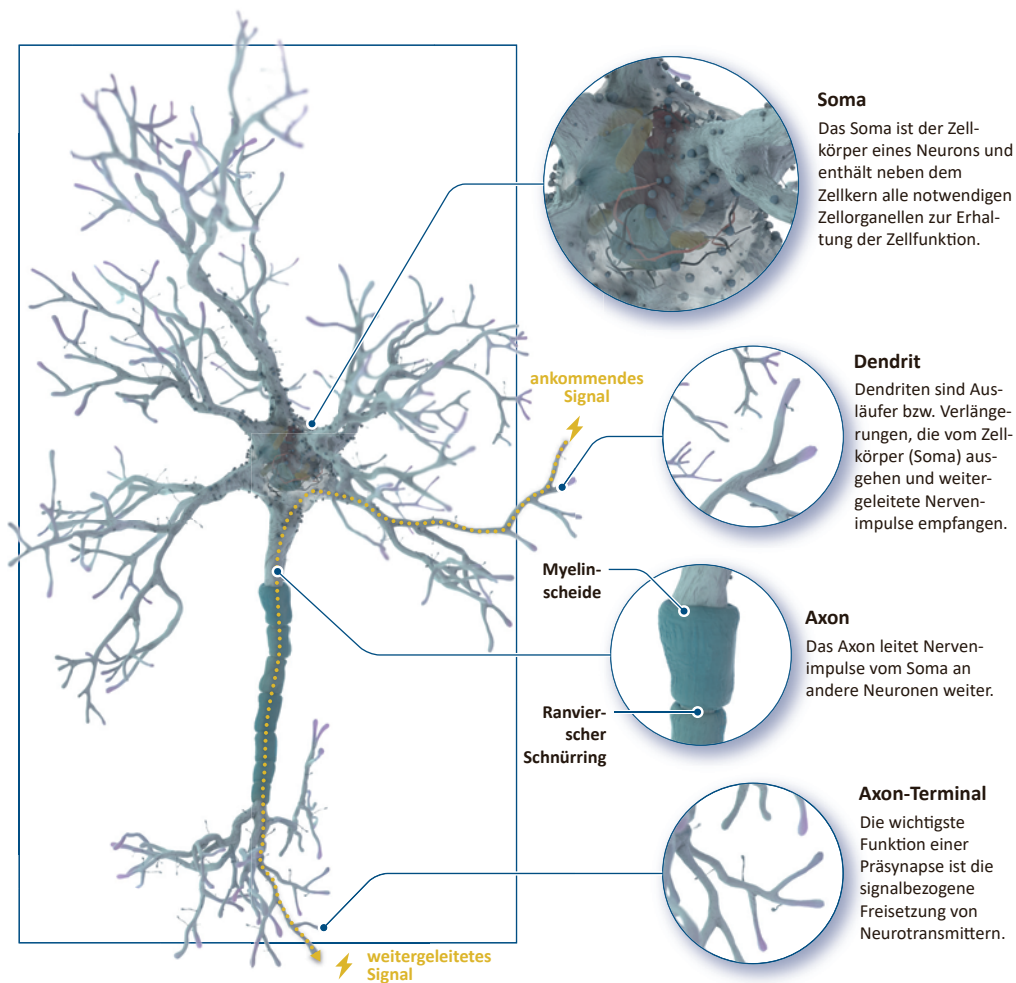 Soma
Das Soma ist der Zell-
körper eines Neurons und
enthält neben dem
Zellkern alle notwendigen
Zellorganellen zur Erhal-
tung der Zellfunktion.
ankommendes
Signal
Dendrit
Dendriten sind Aus-
läufer bzw. Verlänge-
rungen, die vom Zell-
körper (Soma) aus-
gehen und weiter-
geleitete Nerven-
impulse empfangen.
Myelin-
scheide
Axon
Das Axon leitet Nerven-
impulse vom Soma an
andere Neuronen weiter.
Ranvier-
scher
Schnürring
Axon-Terminal
Die wichtigste
Funktion einer
Präsynapse ist die
signalbezogene
Freisetzung von
Neurotransmittern.
weitergeleitetes
Signal